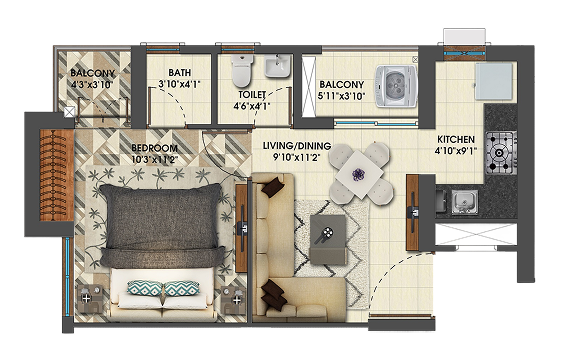 BALCONY
4'3"x3'10"
BATH
3'10"x4'1"
TOILET
4'6"x4'1"
BALCONY
5'11"x3'10"
KITCHEN
4'10"x9'1"
BEDROOM
10'3"x11'2"
LIVING/DINING
9'10"x11'2"